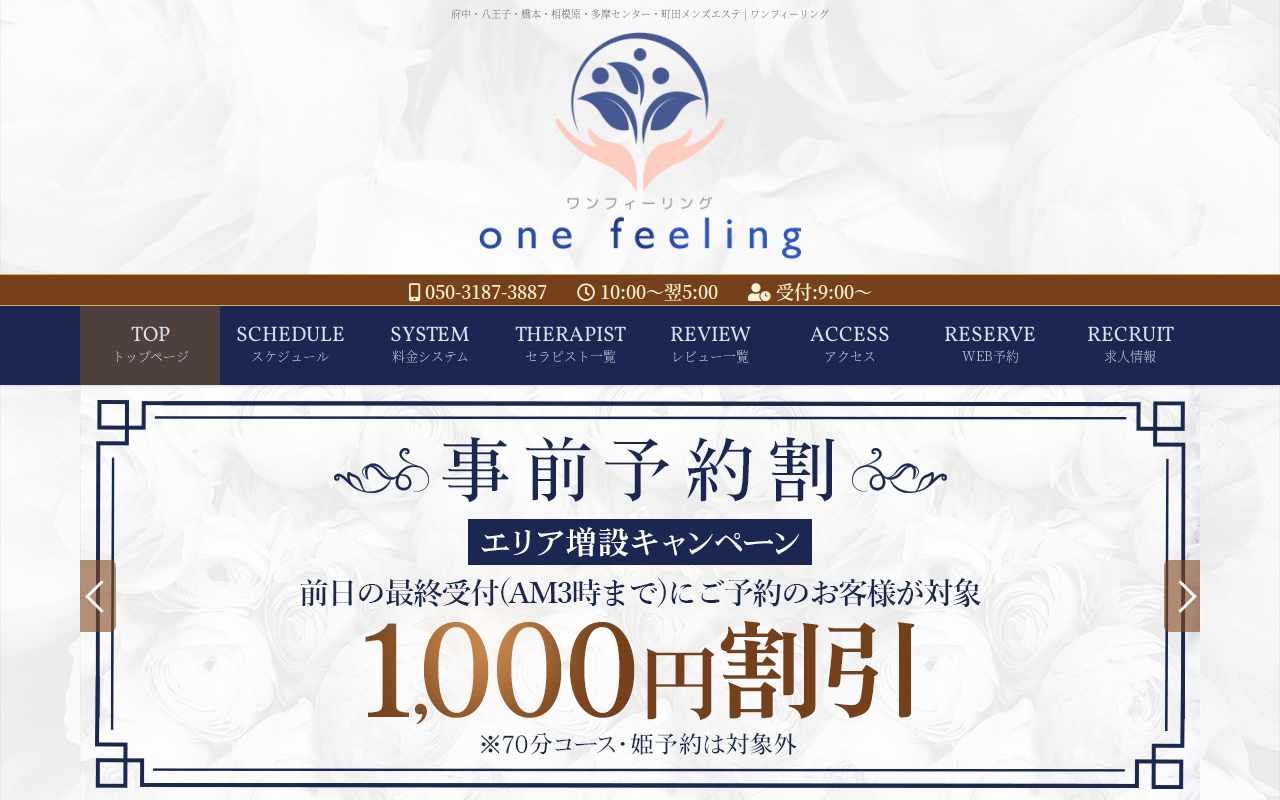 府中・八王子・橋本・相模原・多摩センター・町田メンズエステ | ワンフィーリング
ワンフィーリング
one feeling
050-3187-3887 10:00〜翌5:00 受付:9:00〜
TOP SCHEDULE SYSTEM THERAPIST REVIEW ACCESS RESERVE RECRUIT
トップページ スケジュール 料金システム セラピスト一覧 レビュー一覧 アクセス WEB予約 求人情報
事前予約割
エリア増設キャンペーン
前日の最終受付(AM3時まで)にご予約のお客様が対象
1,000円割引
※70分コース・姫予約は対象外